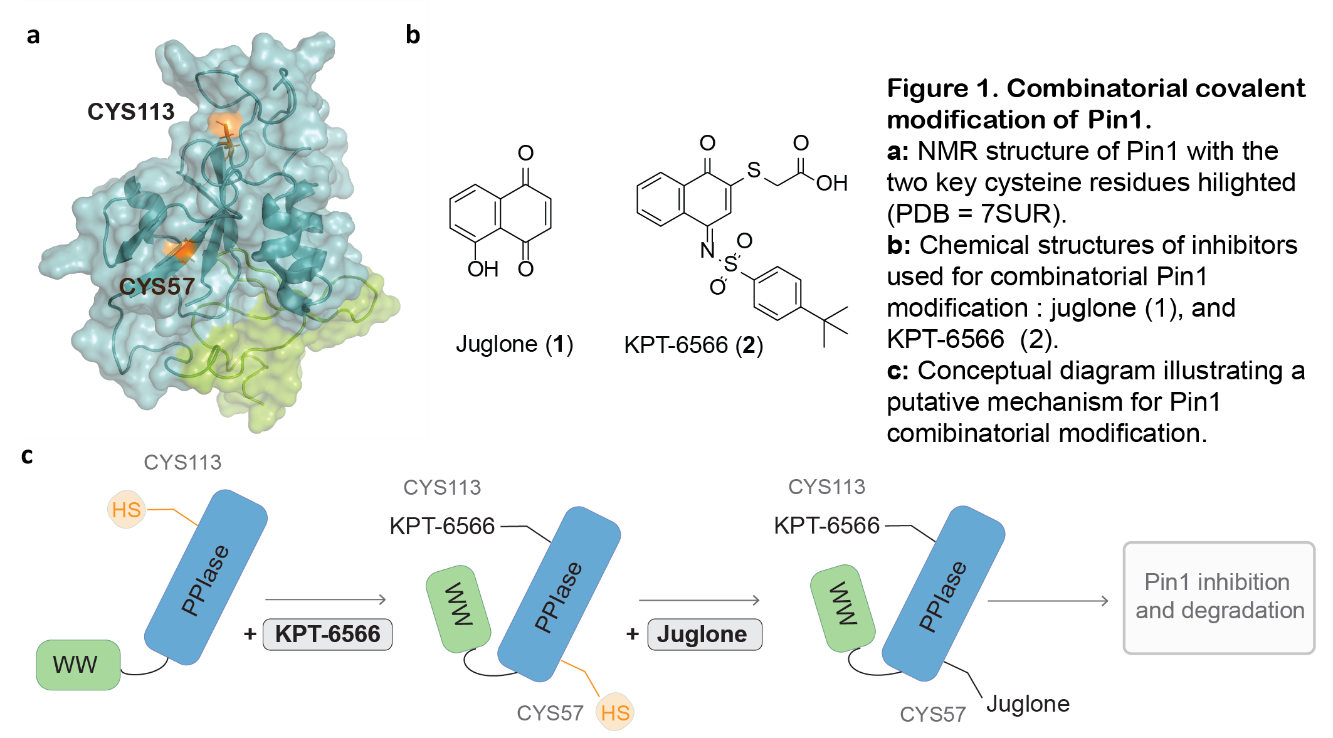 a
CYS113
CYS57
b
O
O
OH
Juglone (1)
O
S
O
OH
N
S
O
O
KPT-6566 (2)
Figure 1. Combinatorial covalent
modification of Pin1.
a: NMR structure of Pin1 with the
two key cysteine residues hilighted
(PDB = 7SUR).
b: Chemical structures of inhibitors
used for combinatorial Pin1
modification : juglone (1), and
KPT-6566 (2).
c: Conceptual diagram illustrating a
putative mechanism for Pin1
comibinatorial modification.
c
CYS113
HS
PPIase
WW
+ KPT-6566
CYS113
KPT-6566
WW
PPIase
CYS57
HS
+ Juglone
CYS113
KPT-6566
WW
PPIase
CYS57
Juglone
Pin1 inhibition
and degradation